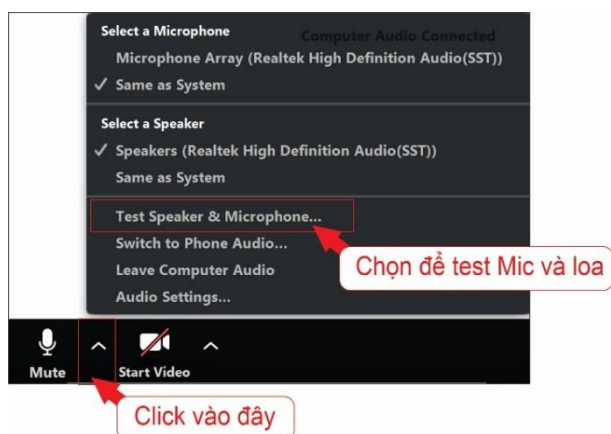 Select a Microphone
Computer Audio Connected
Microphone Array (Realtek High Definition Audio(SST))
✓ Same as System
Select a Speaker
✓ Speakers (Realtek High Definition Audio(SST))
Same as System
Test Speaker & Microphone...
Switch to Phone Audio...
Chọn để test Mic và loa
Leave Computer Audio
Audio Settings...
Mute
Start Video
Click vào đây